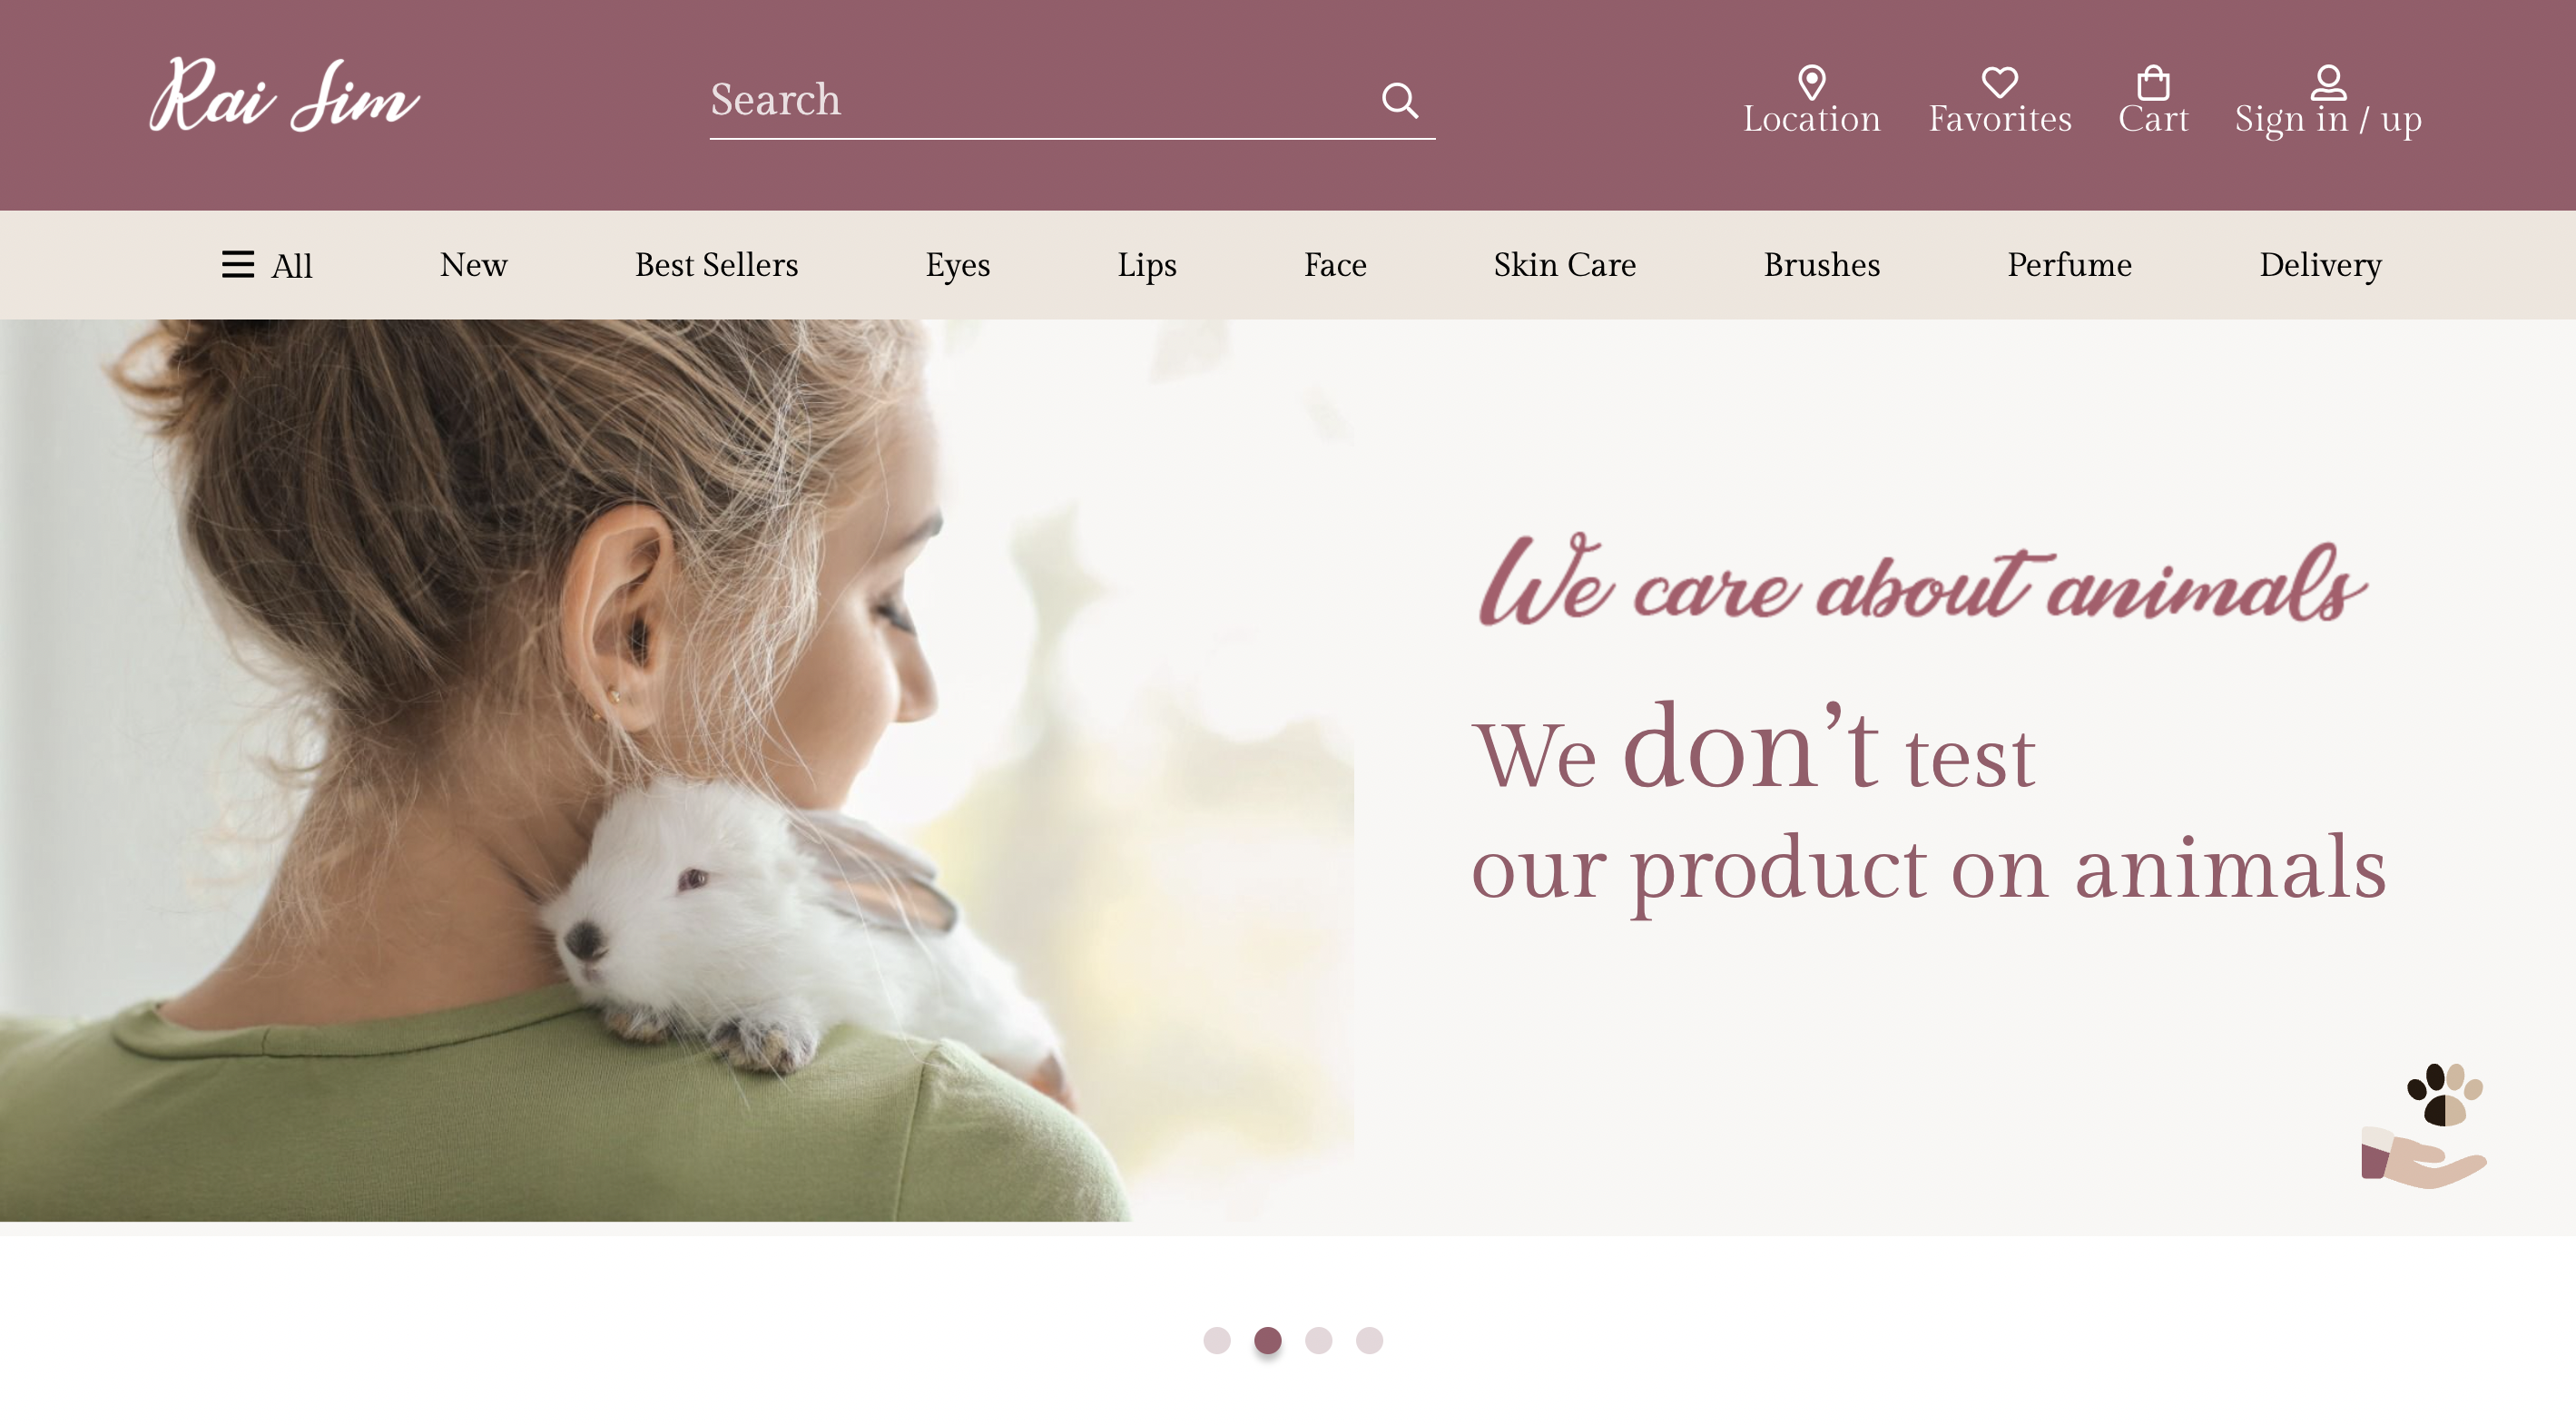 Rai Sim
Search
Location Favorites Cart Sign in / up
All New Best Sellers Eyes Lips Face Skin Care Brushes Perfume Delivery
We care about animals
We don’t test
our product on animals